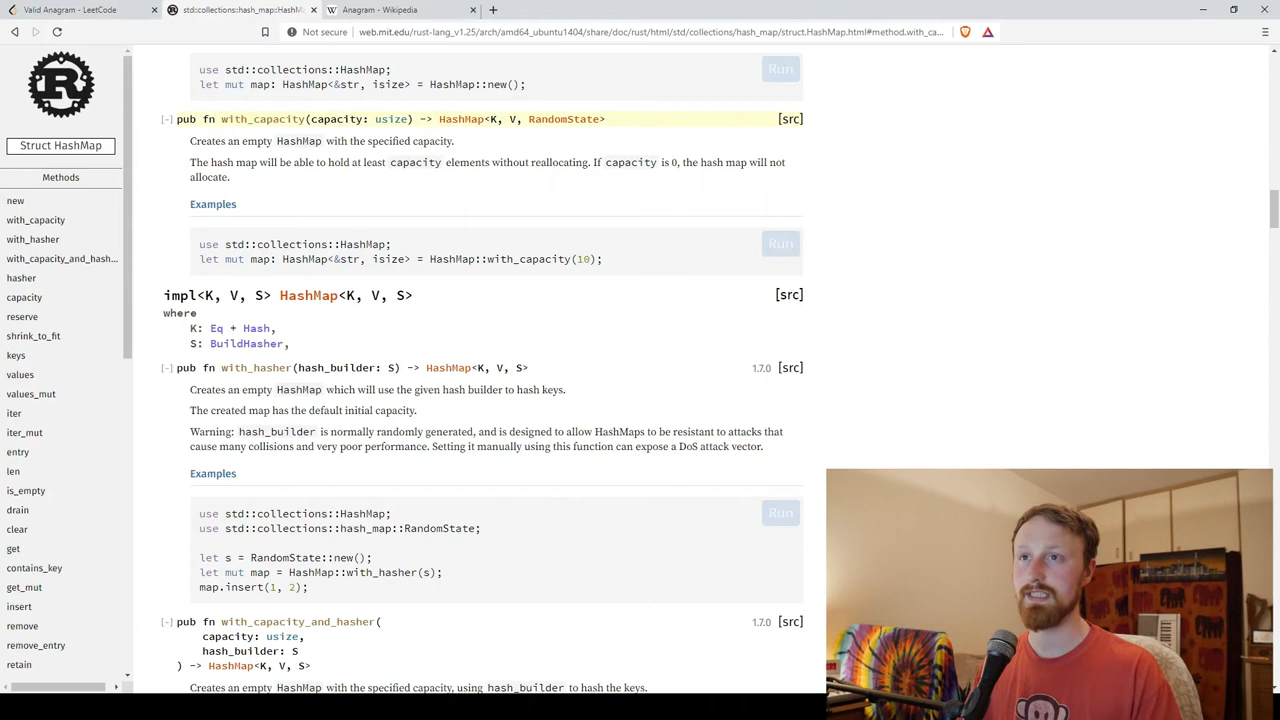 Valid Anagram - LeetCode
std::collections::hash_map::HashM
Anagram - Wikipedia
Not secure
web.mit.edu/rust-lang_v1.25/arch/amd64_ubuntu1404/share/doc/rust/html/std/collections/hash_map/struct.HashMap.html#method.with_ca...
R
Struct HashMap
Methods
new
with_capacity
with_hasher
with_capacity_and_hash...
hasher
capacity
reserve
shrink_to_fit
keys
values
values_mut
iter
iter_mut
entry
len
is_empty
drain
clear
get
contains_key
get_mut
insert
remove
remove_entry
retain
use std::collections::HashMap;
let mut map: HashMap<&str, isize> = HashMap::new();
Run
[-] pub fn with_capacity(capacity: usize) -> HashMap<K, V, RandomState>
[src]
Creates an empty HashMap with the specified capacity.
The hash map will be able to hold at least capacity elements without reallocating. If capacity is 0, the hash map will not
allocate.
Examples
use std::collections::HashMap;
let mut map: HashMap<&str, isize> = HashMap::with_capacity(10);
Run
impl<K, V, S> HashMap<K, V, S>
[src]
where
K: Eq + Hash,
S: BuildHasher,
[-] pub fn with_hasher(hash_builder: S) -> HashMap<K, V, S>
1.7.0 [src]
Creates an empty HashMap which will use the given hash builder to hash keys.
The created map has the default initial capacity.
Warning: hash_builder is normally randomly generated, and is designed to allow HashMaps to be resistant to attacks that
cause many collisions and very poor performance. Setting it manually using this function can expose a DoS attack vector.
Examples
use std::collections::HashMap;
use std::collections::hash_map::RandomState;
let s = RandomState::new();
let mut map = HashMap::with_hasher(s);
map.insert(1, 2);
Run
[-] pub fn with_capacity_and_hasher(
1.7.0 [src]
capacity: usize,
hash_builder: S
) -> HashMap<K, V, S>
Creates an empty HashMap with the specified capacity, using hash_builder to hash the keys.